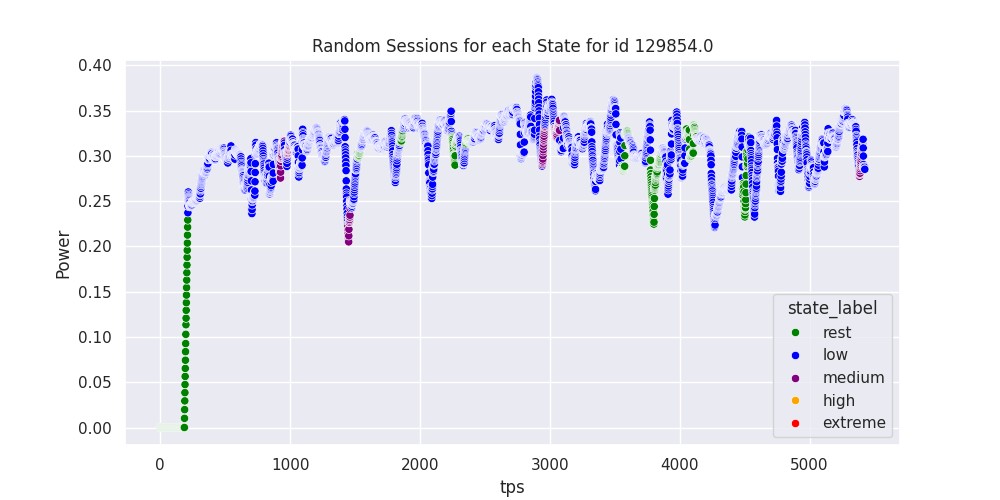 Random Sessions for each State for id 129854.0
0.40
0.35
0.30
0.25
0.20
0.15
0.10
0.05
0.00
Power
state_label
rest
low
medium
high
extreme
0 1000 2000 3000 4000 5000
tps